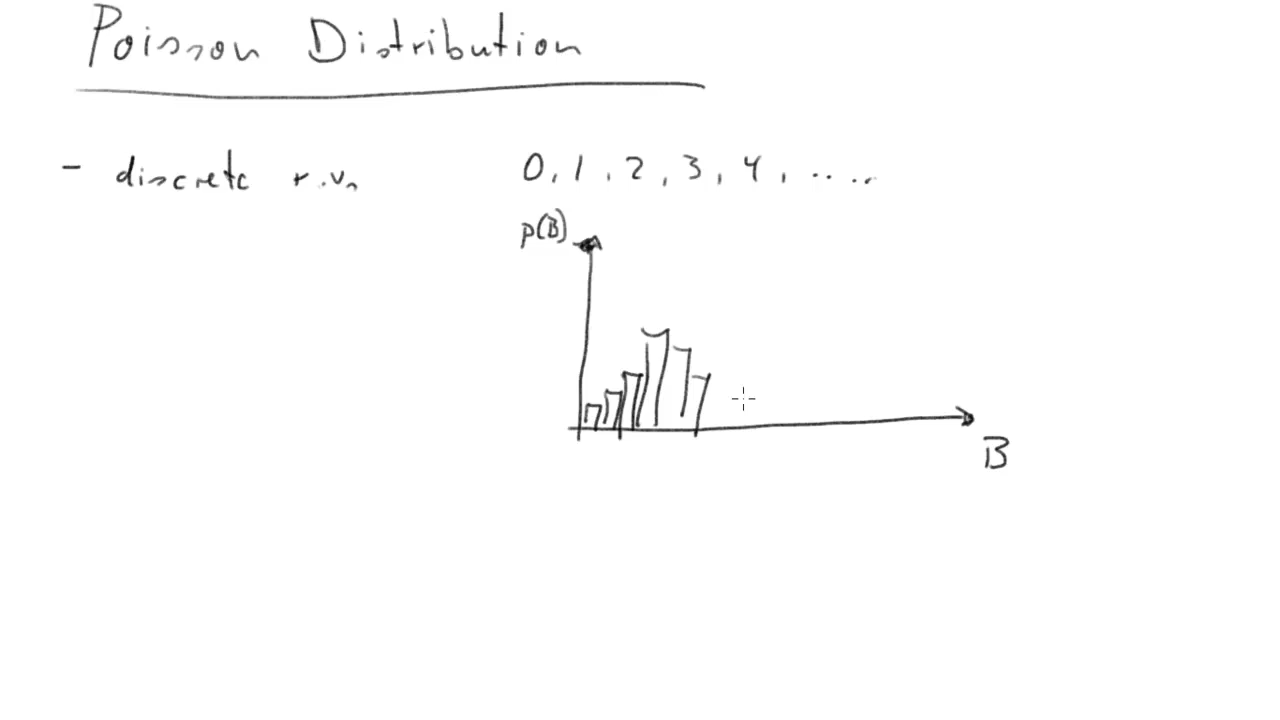 Poisson Distribution
- discrete r.v. 0, 1, 2, 3, 4, .....
p(B)
B